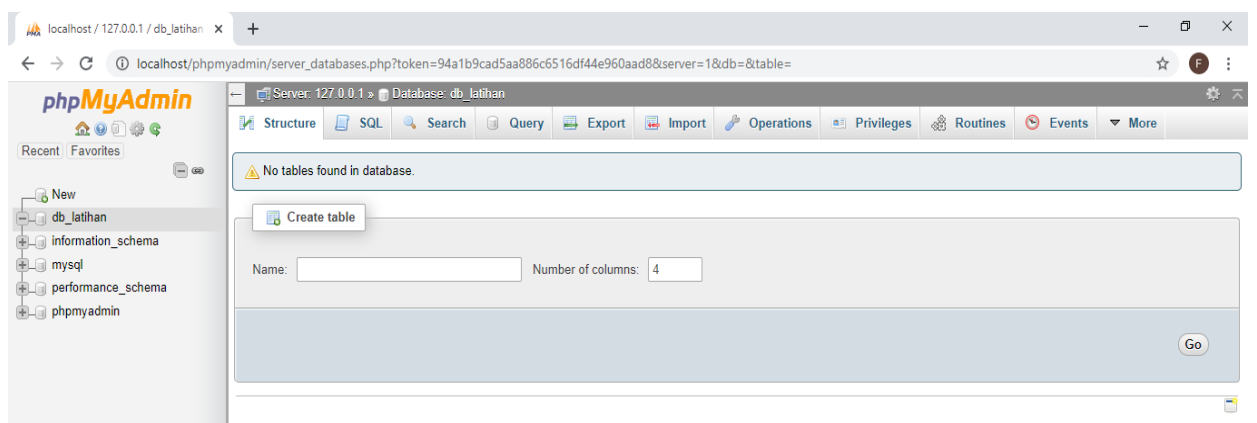 localhost / 127.0.0.1 / db_latihan
localhost/phpmyadmin/server_databases.php?token=94a1b9cad5aa886c6516df44e960aad8&server=1&db=&table=
F
phpMyAdmin
Recent Favorites
New
db_latihan
information_schema
mysql
performance_schema
phpmyadmin
Server: 127.0.0.1 » Database: db_latihan
Structure SQL Search Query Export Import Operations Privileges Routines Events More
No tables found in database.
Create table
Name: Number of columns: 4
Go